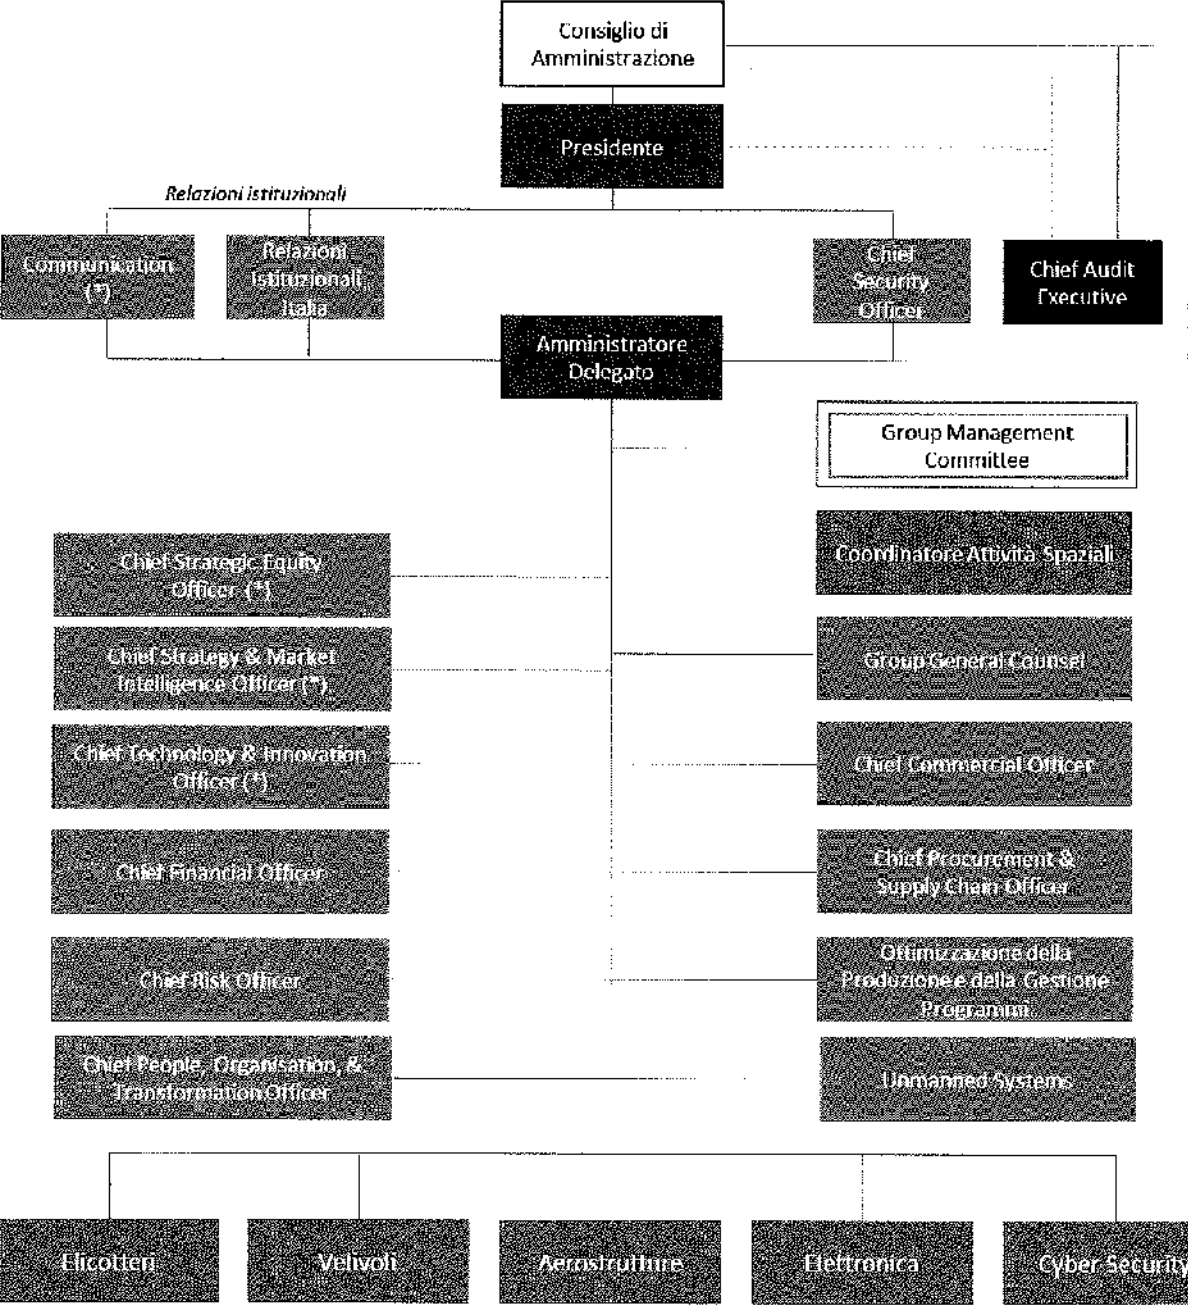 Consiglio di
Amministrazione
Presidente
Relazioni istituzionali
Communication
(*)
Relazioni
Istituzionali
Italia
Chief
Security
Officer
Chief Audit
Executive
Amministratore
Delegato
Group Management
Committee
Chief Strategic Equity
Officer (*)
Coordinatore Attività Spaziali
Chief Strategy & Market
Intelligence Officer (*)
Group General Counsel
Chief Technology & Innovation
Officer (*)
Chief Commercial Officer
Chief Financial Officer
Chief Procurement &
Supply Chain Officer
Chief Risk Officer
Ottimizzazione della
Produzione e della Gestione
Programmi
Chief People, Organisation, &
Transformation Officer
Unmanned Systems
Elicotteri
Velivoli
Aerostrutture
Elettronica
Cyber Security